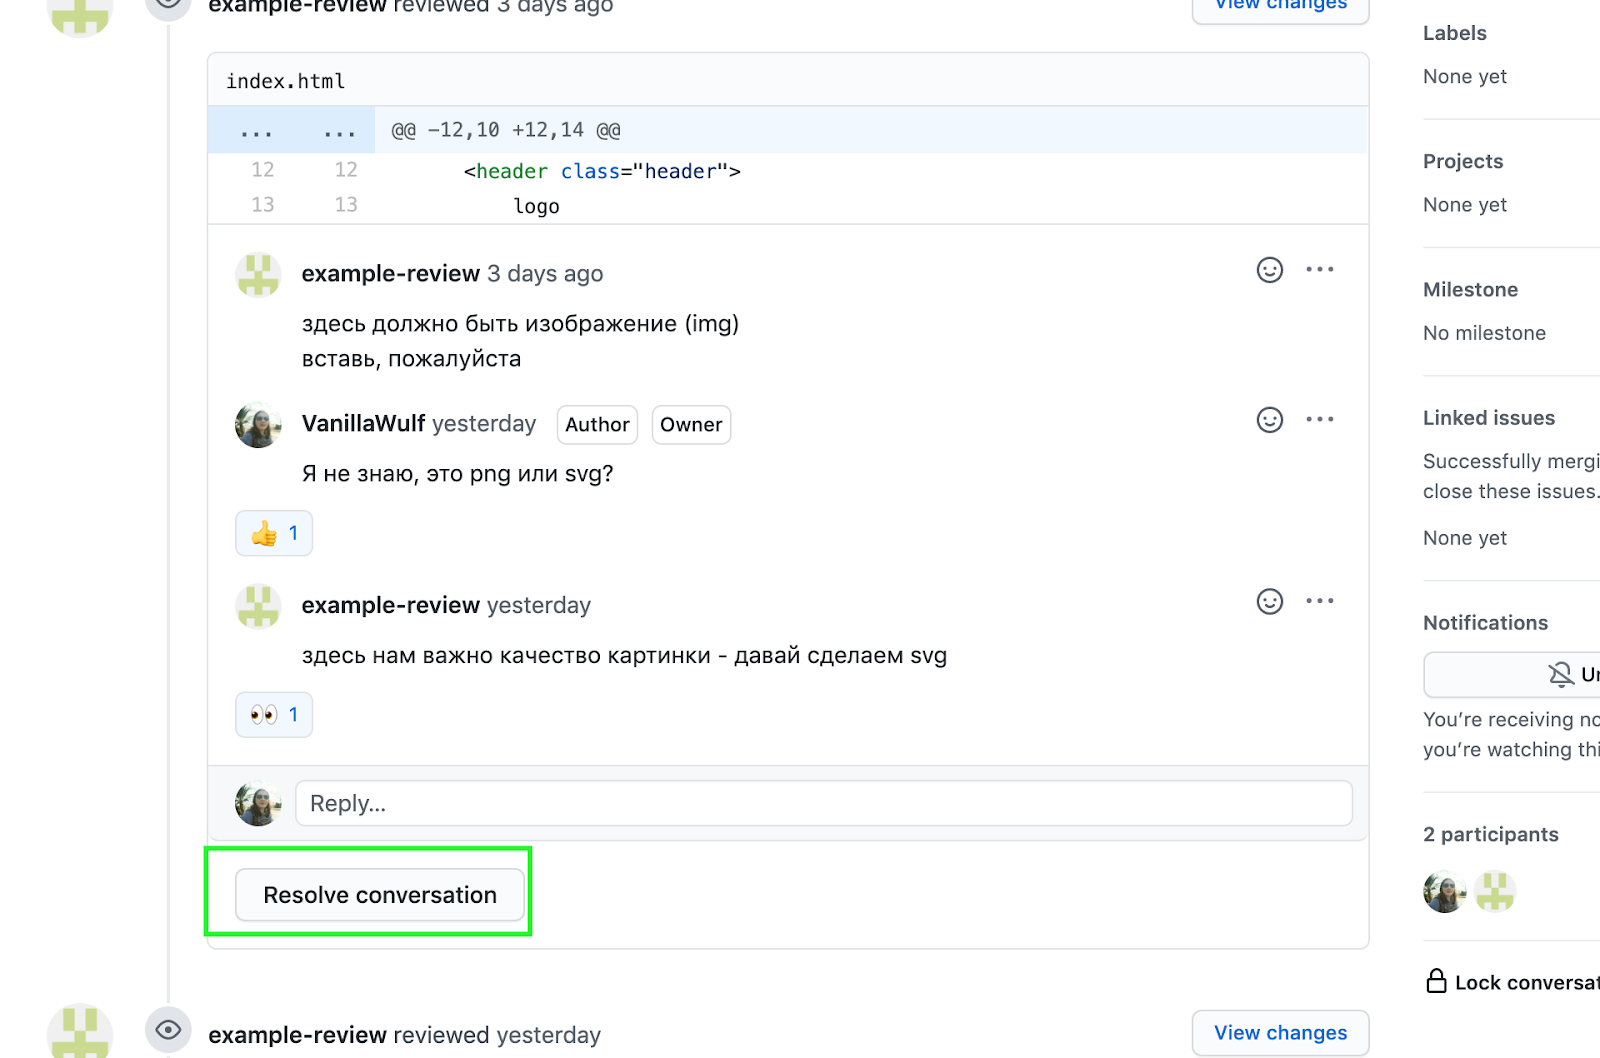 example-review reviewed 3 days ago
View changes
index.html
... ... @@ -12,10 +12,14 @@
12 12 <header class="header">
13 13 logo
example-review 3 days ago
здесь должно быть изображение (img)
вставь, пожалуйста
VanillaWulf yesterday Author Owner
Я не знаю, это png или svg?
1
example-review yesterday
здесь нам важно качество картинки - давай сделаем svg
1
Reply...
Resolve conversation
example-review reviewed yesterday
View changes
Labels
None yet
Projects
None yet
Milestone
No milestone
Linked issues
Successfully mergi
close these issues.
None yet
Notifications
Un
You’re receiving no
you’re watching thi
2 participants
Lock conversat